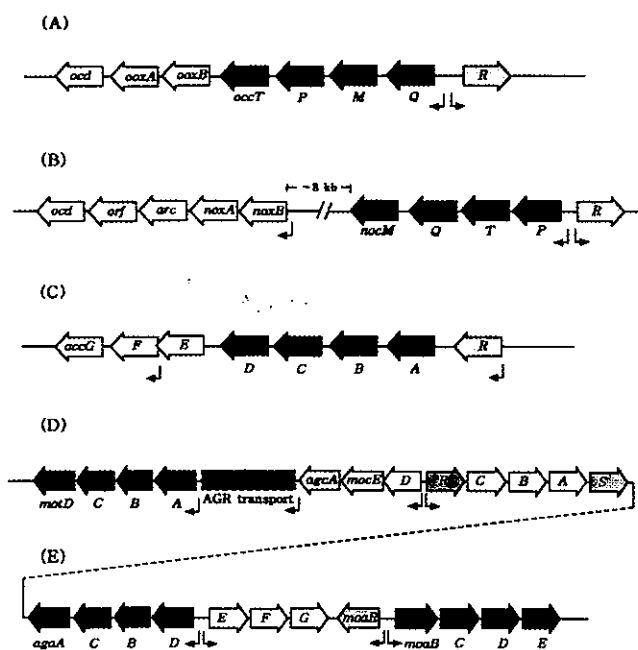 (A)
ocd ooxA ooxB R
occT P M Q
(B)
~8 kb
ocd orf arc noxA noxB R
nocM Q T P
(C)
accG F E R
D C B A
(D)
agcA mocE D R C B A S
motD C B A AGR transport
(E)
E F G moaR
agaA C B D moaB C D E